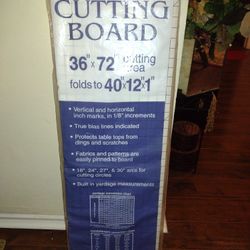 CUTTING
BOARD
36" x 72" cutting
area
folds to 40"x12"x1"
• Vertical and horizontal
inch marks, in 1/8" increments
• True bias lines indicated
• Protects table tops from
dings and scratches
• Fabrics and patterns are
easily pinned to board
• 18", 24", 27", & 30" arcs for
cutting circles
• Built in yardage measurements